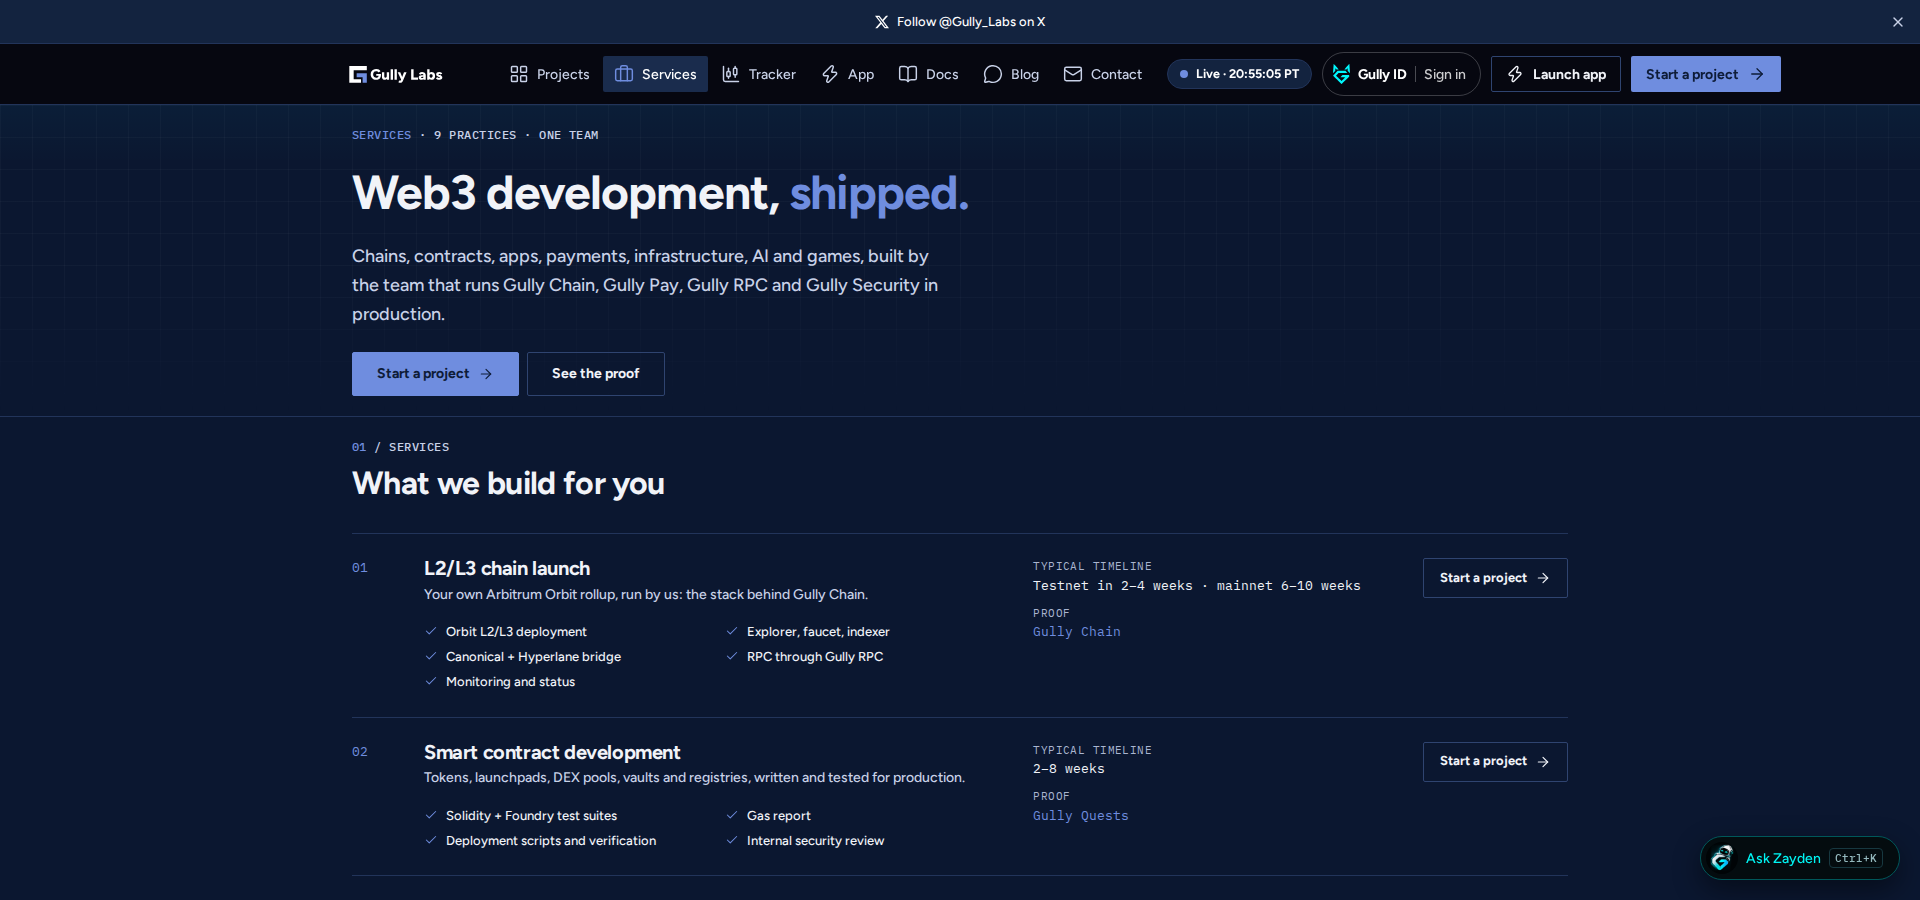 Follow @Gully_Labs on X
Gully Labs
Projects
Services
Tracker
App
Docs
Blog
Contact
Live · 20:55:05 PT
Gully ID | Sign in
Launch app
Start a project
SERVICES · 9 PRACTICES · ONE TEAM
Web3 development, shipped.
Chains, contracts, apps, payments, infrastructure, AI and games, built by
the team that runs Gully Chain, Gully Pay, Gully RPC and Gully Security in
production.
Start a project
See the proof
01 / SERVICES
What we build for you
01
L2/L3 chain launch
Your own Arbitrum Orbit rollup, run by us: the stack behind Gully Chain.
Orbit L2/L3 deployment
Explorer, faucet, indexer
Canonical + Hyperlane bridge
RPC through Gully RPC
Monitoring and status
TYPICAL TIMELINE
Testnet in 2–4 weeks · mainnet 6–10 weeks
PROOF
Gully Chain
Start a project
02
Smart contract development
Tokens, launchpads, DEX pools, vaults and registries, written and tested for production.
Solidity + Foundry test suites
Gas report
Deployment scripts and verification
Internal security review
TYPICAL TIMELINE
2–8 weeks
PROOF
Gully Quests
Start a project
Ask Zayden Ctrl+K